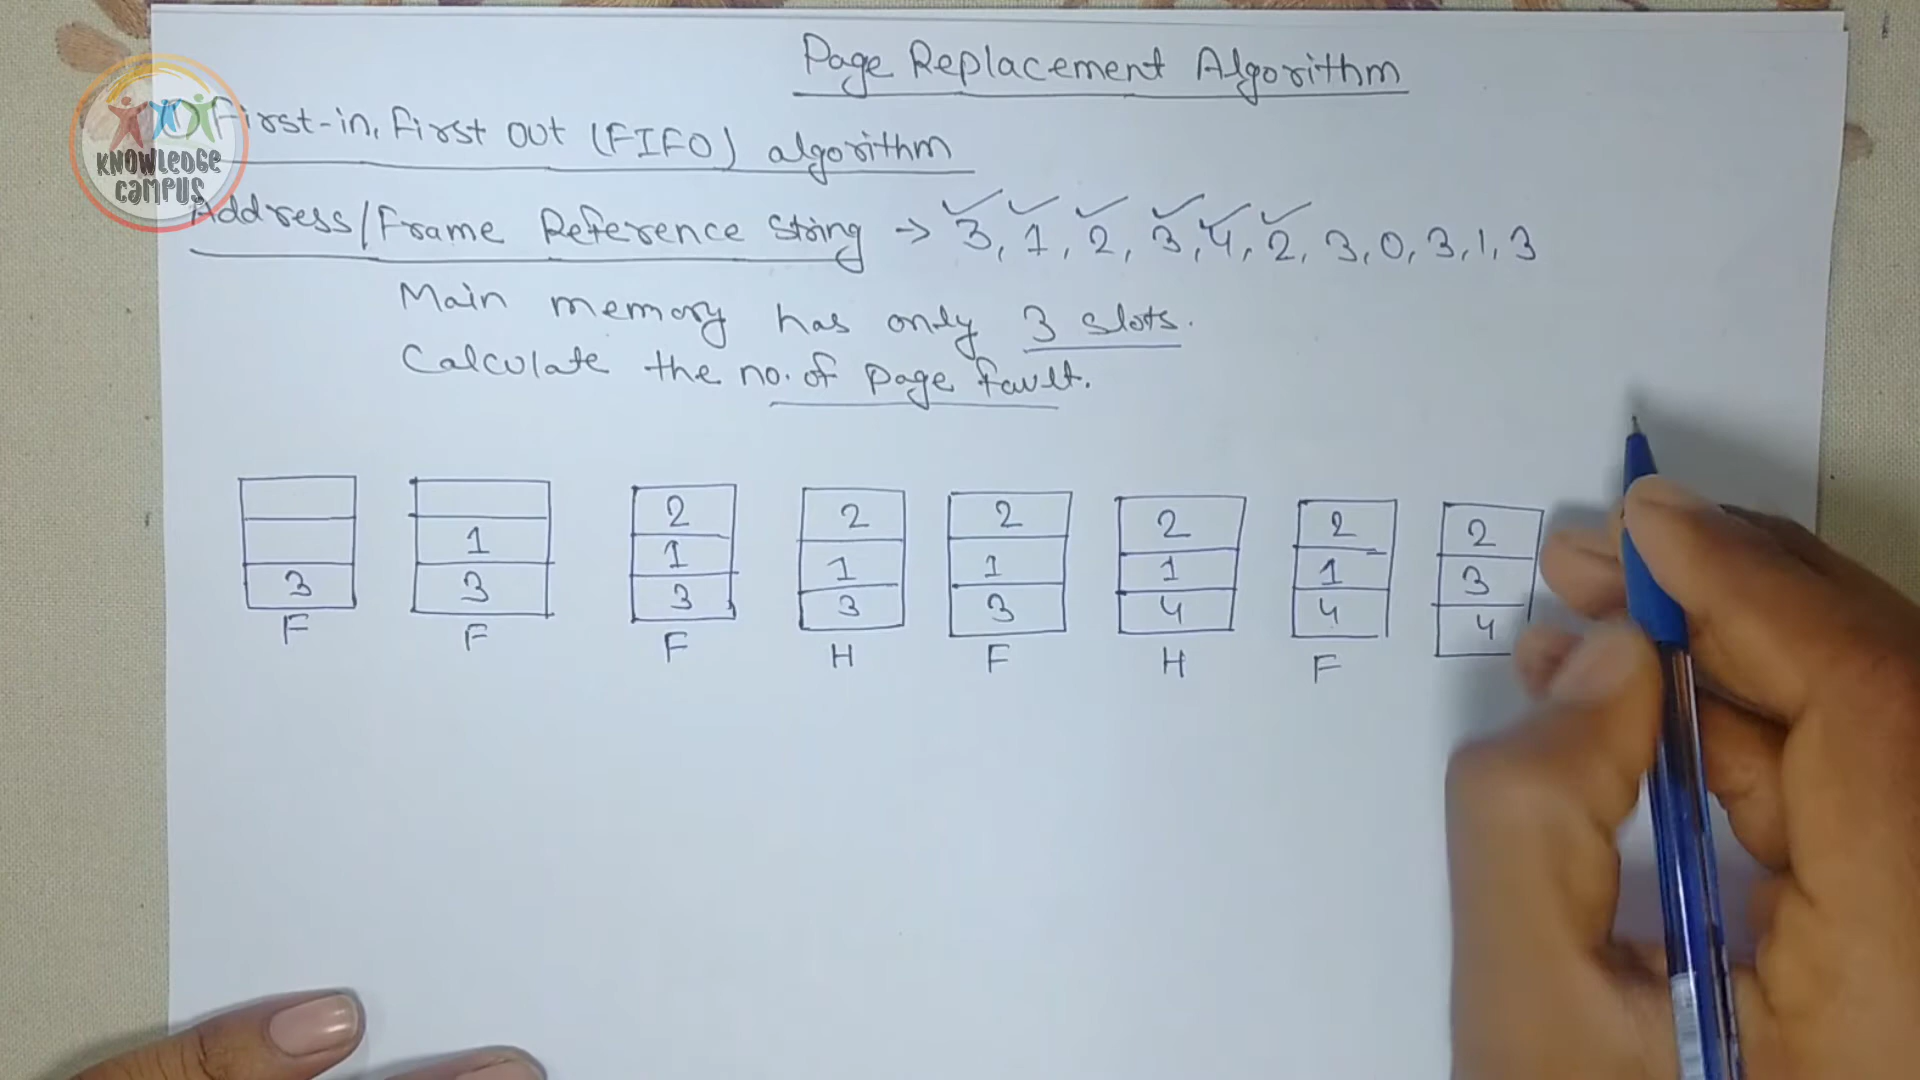 Page Replacement Algorithm
KNOWLEDGE
CAMPUS
First-in, First Out (FIFO) algorithm
Address/Frame Reference String → 3, 1, 2, 3, 4, 2, 3, 0, 3, 1, 3
Main memory has only 3 slots.
Calculate the no. of page fault.
2 2 2 2 2 2
1 1 1 1 1 1 3
3 3 3 3 3 4 4 4
F F F H F H F